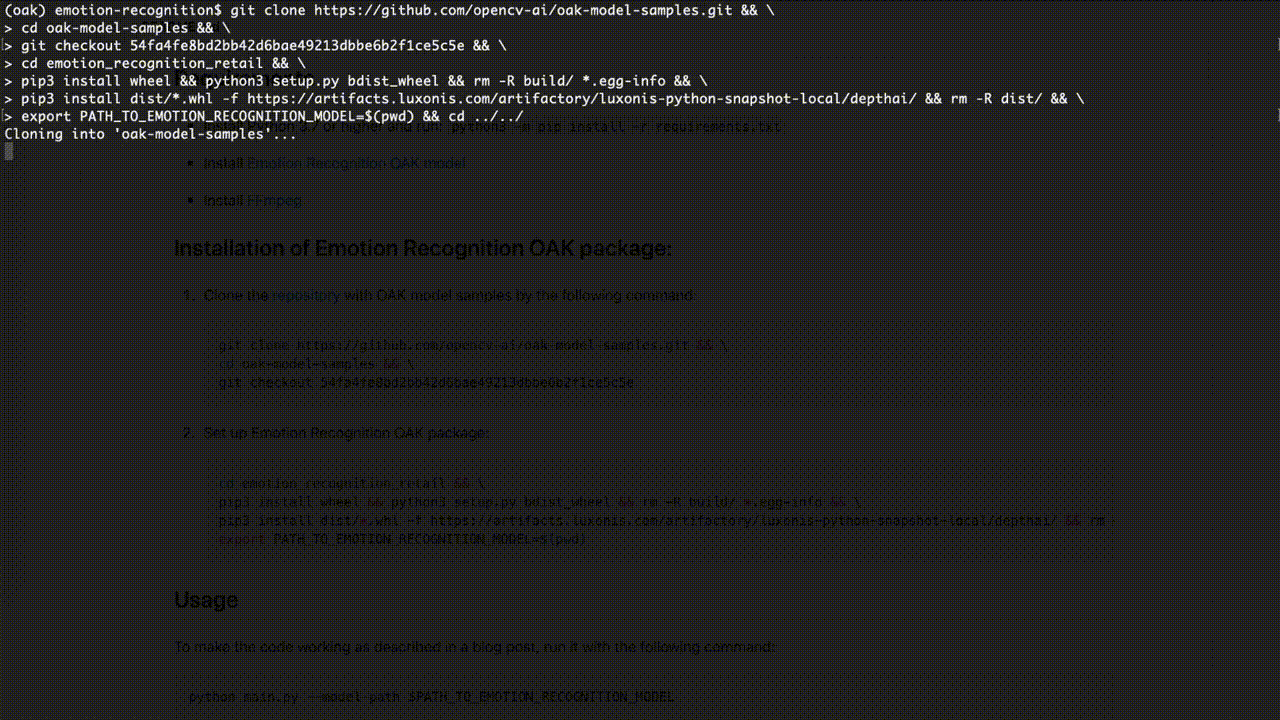 (oak) emotion-recognition$ git clone https://github.com/opencv-ai/oak-model-samples.git && \
> cd oak-model-samples && \
> git checkout 54fa4fe8bd2bb42d6bae49213dbbe6b2f1ce5c5e && \
> cd emotion_recognition_retail && \
> pip3 install wheel && python3 setup.py bdist_wheel && rm -R build/ *.egg-info && \
> pip3 install dist/*.whl -f https://artifacts.luxonis.com/artifactory/luxonis-python-snapshot-local/depthai/ && rm -R dist/ && \
> export PATH_TO_EMOTION_RECOGNITION_MODEL=$(pwd) && cd ../../
or higher and run: python3 -m pip install -r requirements.txt
Cloning into 'oak-model-samples'...
Install Emotion Recognition OAK model
Install FFmpeg
Installation of Emotion Recognition OAK package:
1. Clone the repository with OAK model samples by the following command:
git clone https://github.com/opencv-ai/oak-model-samples.git && \
cd oak-model-samples && \
git checkout 54fa4fe8bd2bb42d6bae49213dbbe6b2f1ce5c5e
2. Set up Emotion Recognition OAK package:
cd emotion_recognition_retail && \
pip3 install wheel && python3 setup.py bdist_wheel && rm -R build/ *.egg-info && \
pip3 install dist/*.whl -f https://artifacts.luxonis.com/artifactory/luxonis-python-snapshot-local/depthai/ && rm
export PATH_TO_EMOTION_RECOGNITION_MODEL=$(pwd)
Usage
To make the code working as described in a blog post, run it with the following command:
python main.py --model-path $PATH_TO_EMOTION_RECOGNITION_MODEL